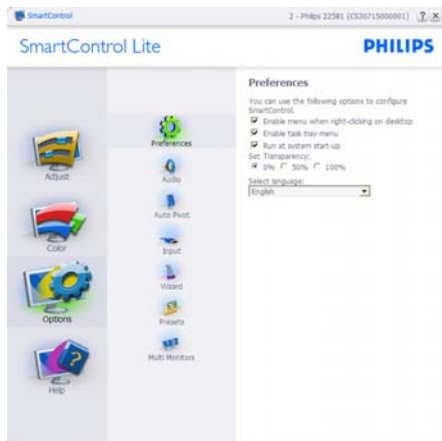 SmartControl
2 - Philips 225B1 (CS30715000001)
? X
SmartControl Lite
PHILIPS
Adjust
Color
Options
Help
Preferences
Audio
Auto Pivot
Input
Wizard
Presets
Multi Monitors
Preferences
You can use the following options to configure
SmartControl.
Enable menu when right-clicking on desktop
Enable task tray menu
Run at system start-up
Set Transparency:
0% 50% 100%
Select language:
English